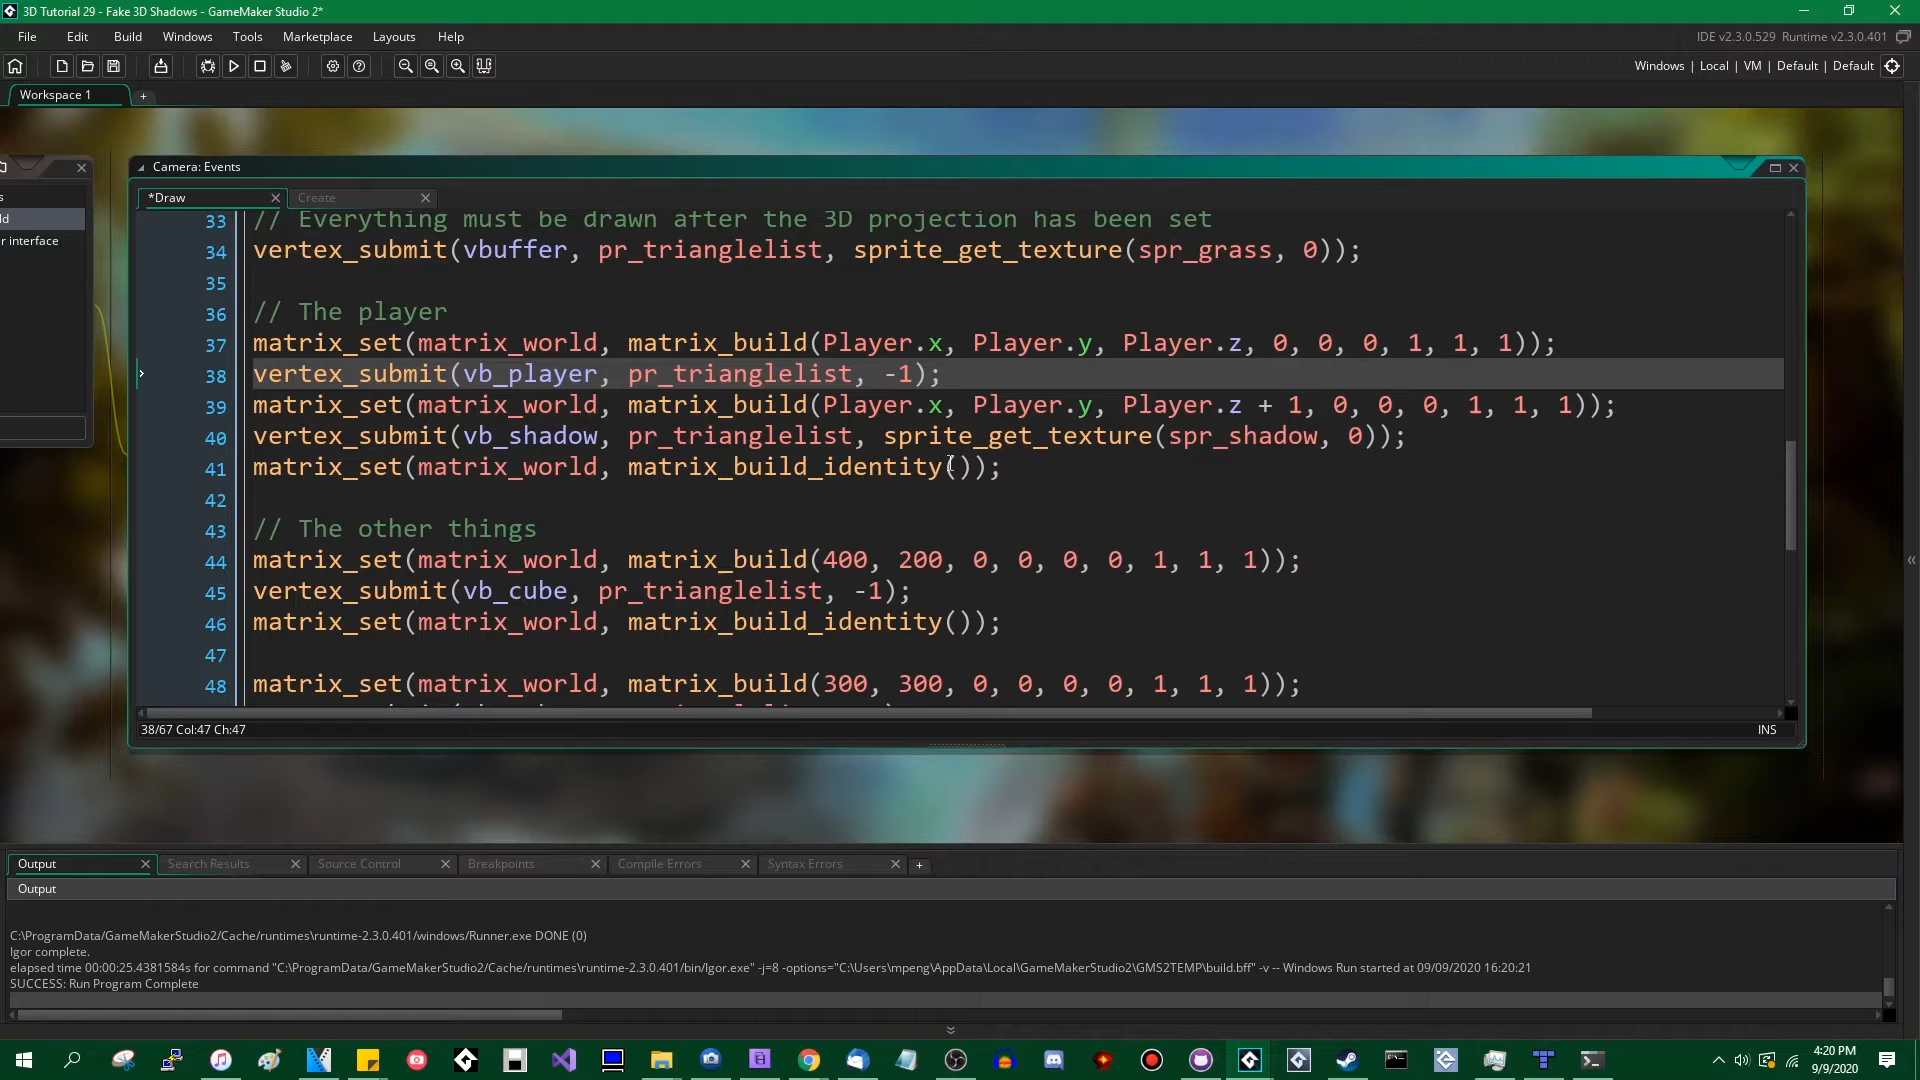 3D Tutorial 29 - Fake 3D Shadows - GameMaker Studio 2*
File Edit Build Windows Tools Marketplace Layouts Help
IDE v2.3.0.529 Runtime v2.3.0.401
Windows | Local | VM | Default | Default
Workspace 1 +
Camera: Events
*Draw Create
er interface
33 // Everything must be drawn after the 3D projection has been set
34 vertex_submit(vbuffer, pr_trianglelist, sprite_get_texture(spr_grass, 0));
35
36 // The player
37 matrix_set(matrix_world, matrix_build(Player.x, Player.y, Player.z, 0, 0, 0, 1, 1, 1));
38 vertex_submit(vb_player, pr_trianglelist, -1);
39 matrix_set(matrix_world, matrix_build(Player.x, Player.y, Player.z + 1, 0, 0, 0, 1, 1, 1));
40 vertex_submit(vb_shadow, pr_trianglelist, sprite_get_texture(spr_shadow, 0));
41 matrix_set(matrix_world, matrix_build_identity());
42
43 // The other things
44 matrix_set(matrix_world, matrix_build(400, 200, 0, 0, 0, 0, 1, 1, 1));
45 vertex_submit(vb_cube, pr_trianglelist, -1);
46 matrix_set(matrix_world, matrix_build_identity());
47
48 matrix_set(matrix_world, matrix_build(300, 300, 0, 0, 0, 0, 1, 1, 1));
38/67 Col:47 Ch:47 INS
Output Search Results Source Control Breakpoints Compile Errors Syntax Errors +
Output
C:\ProgramData/GameMakerStudio2/Cache/runtimes\runtime-2.3.0.401/windows/Runner.exe DONE (0)
Igor complete.
elapsed time 00:00:25.4381584s for command "C:\ProgramData/GameMakerStudio2/Cache/runtimes\runtime-2.3.0.401/bin/Igor.exe" -j=8 -options="C:\Users\mpeng\AppData\Local\GameMakerStudio2\GMS2TEMP\build.bff" -v -- Windows Run started at 09/09/2020 16:20:21
SUCCESS: Run Program Complete
4:20 PM
9/9/2020